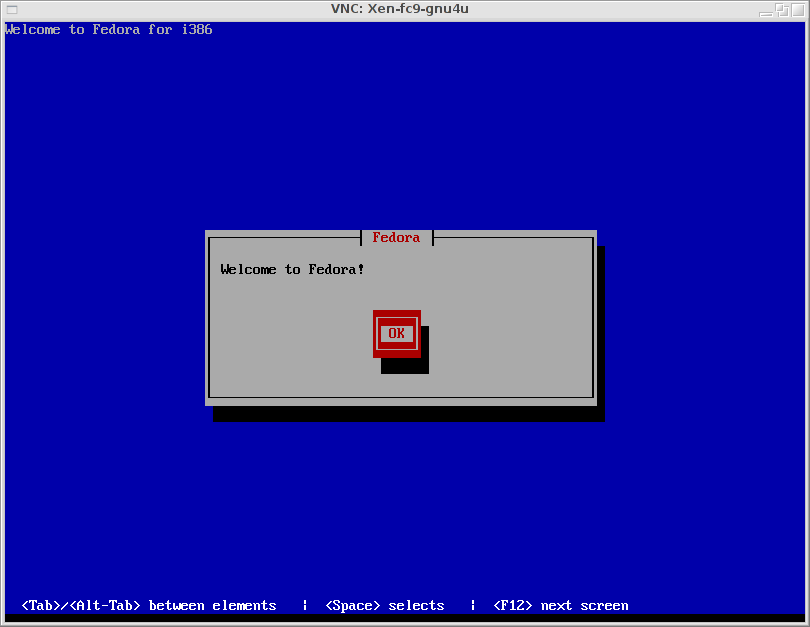 VNC: Xen-fc9-gnu4u
Welcome to Fedora for i386
Fedora
Welcome to Fedora!
OK
<Tab>/<Alt-Tab> between elements | <Space> selects | <F12> next screen